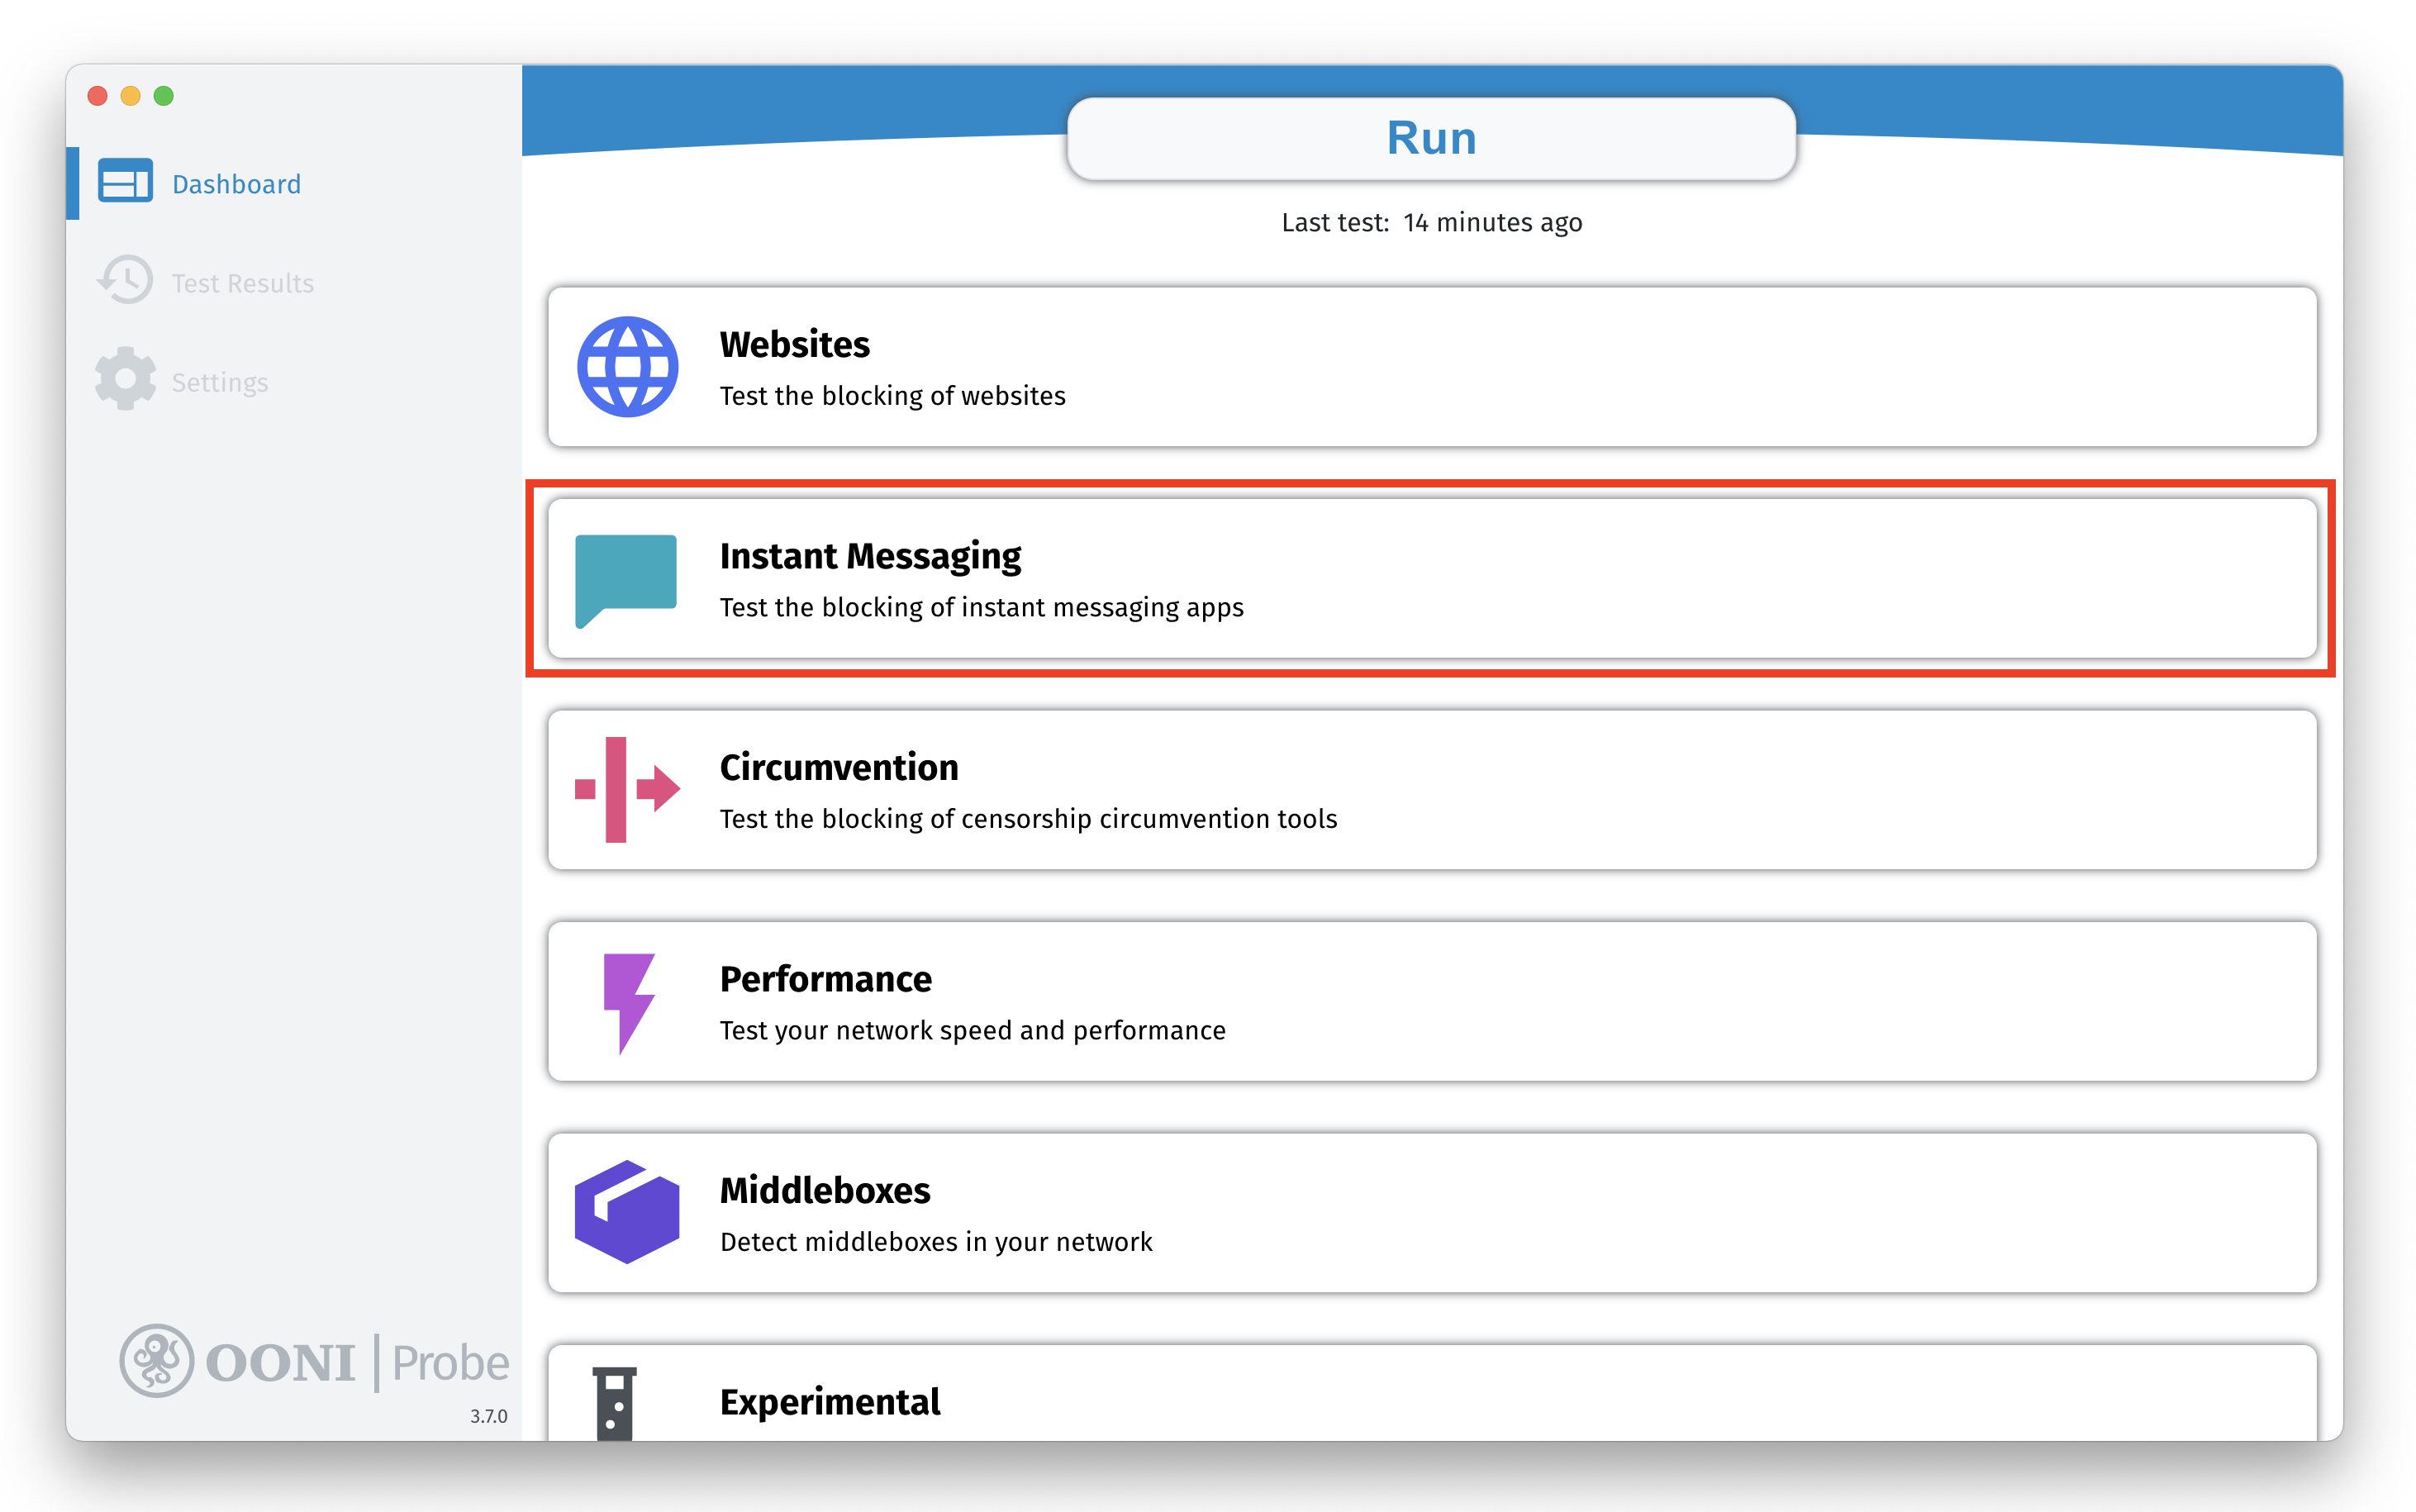 Dashboard
Test Results
Settings
OONI | Probe
3.7.0
Run
Last test: 14 minutes ago
Websites
Test the blocking of websites
Instant Messaging
Test the blocking of instant messaging apps
Circumvention
Test the blocking of censorship circumvention tools
Performance
Test your network speed and performance
Middleboxes
Detect middleboxes in your network
Experimental